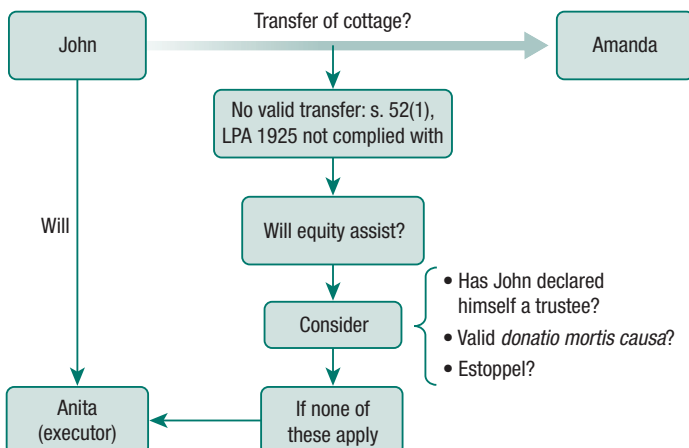 Transfer of cottage?
John
Amanda
No valid transfer: s. 52(1),
LPA 1925 not complied with
Will
Will equity assist?
Consider
• Has John declared
himself a trustee?
• Valid donatio mortis causa?
• Estoppel?
Anita
(executor)
If none of
these apply